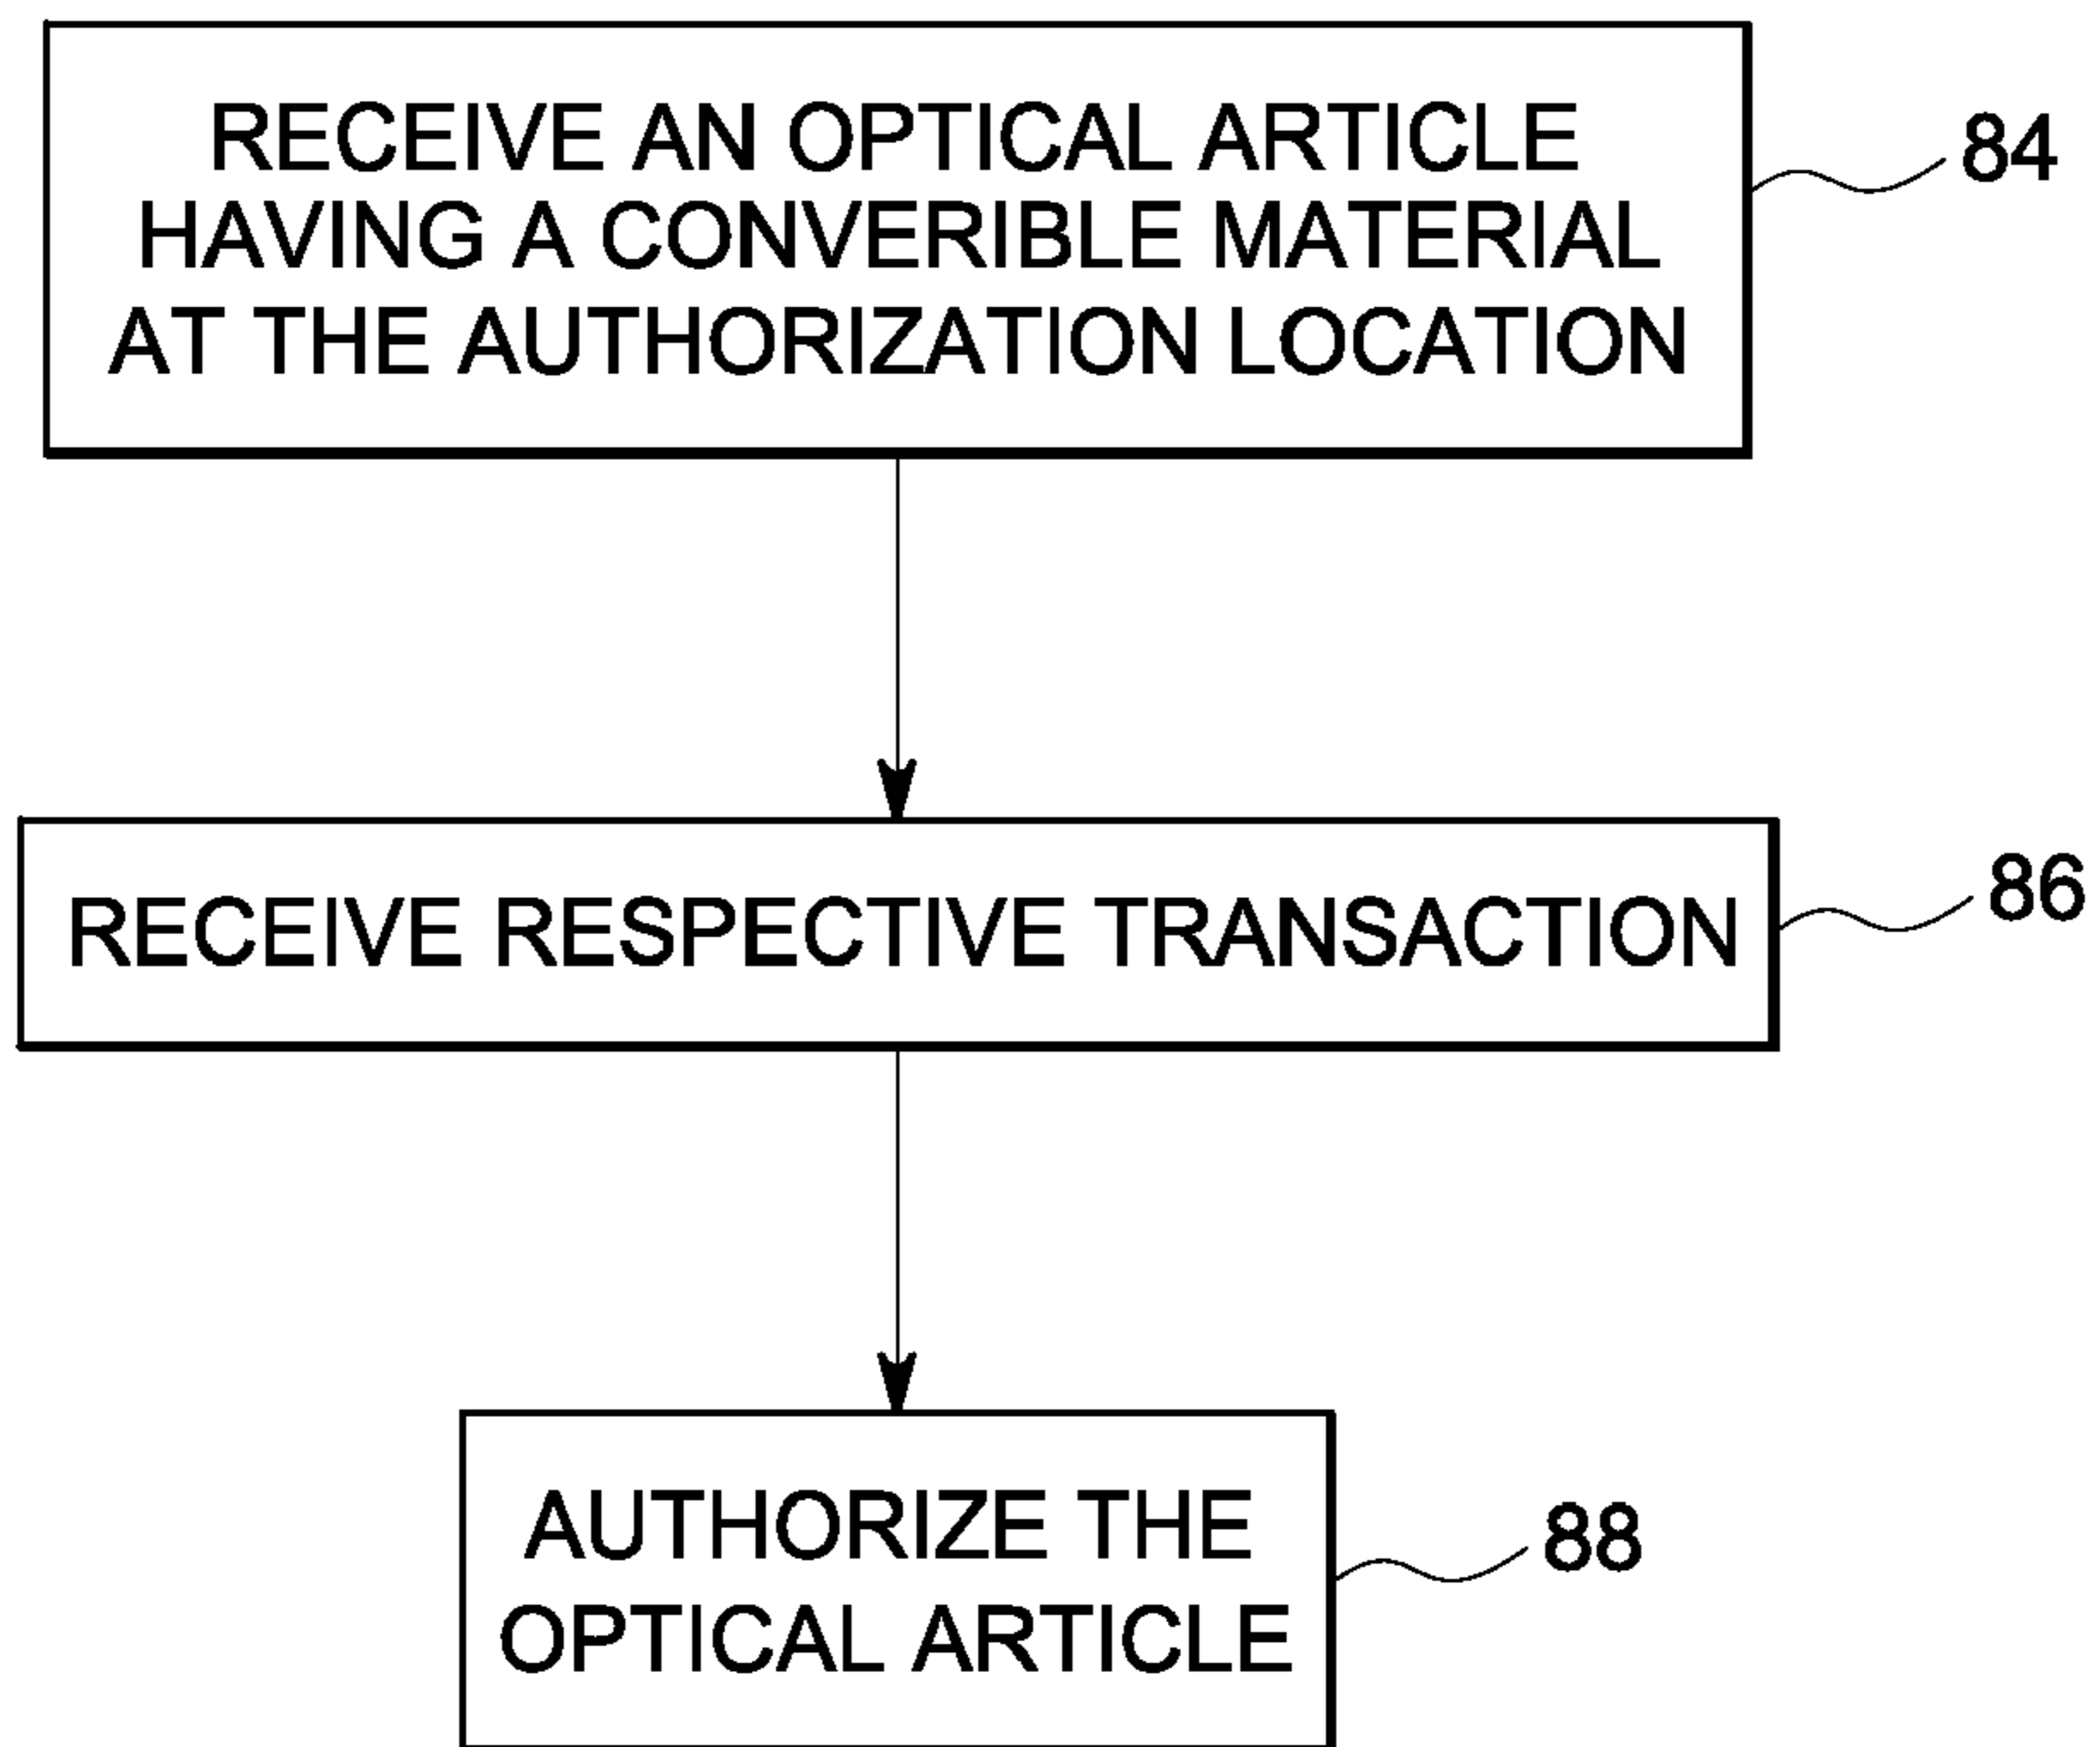 RECEIVE AN OPTICAL ARTICLE
HAVING A CONVERIBLE MATERIAL
AT THE AUTHORIZATION LOCATION
84
RECEIVE RESPECTIVE TRANSACTION
86
AUTHORIZE THE
OPTICAL ARTICLE
88